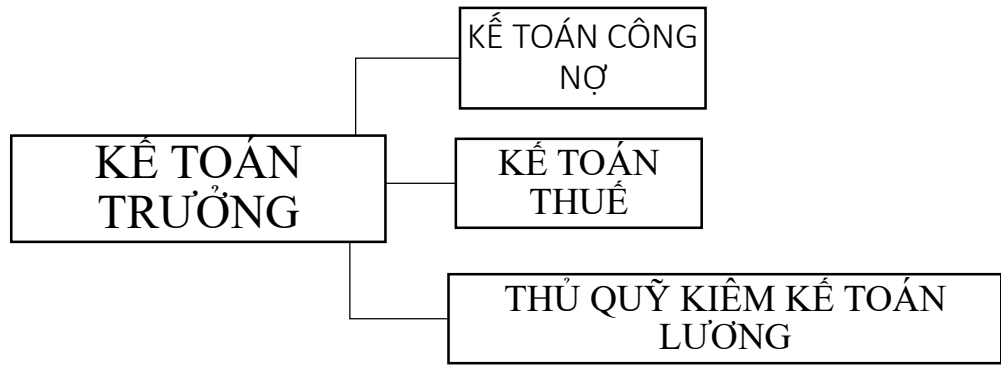 KẾ TOÁN CÔNG
NỢ
KẾ TOÁN
TRƯỞNG
KẾ TOÁN
THUẾ
THỦ QUỸ KIÊM KẾ TOÁN
LƯƠNG